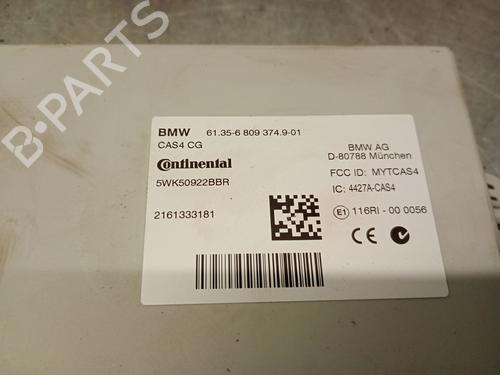 B-PARTS
BMW 61.35-6 809 374.9-01
CAS4 CG
Continental
5WK50922BBR
2161333181
BMW AG
D-80788 München
FCC ID: MYTCAS4
IC: 4427A-CAS4
E1 116RI - 00 0056
CE